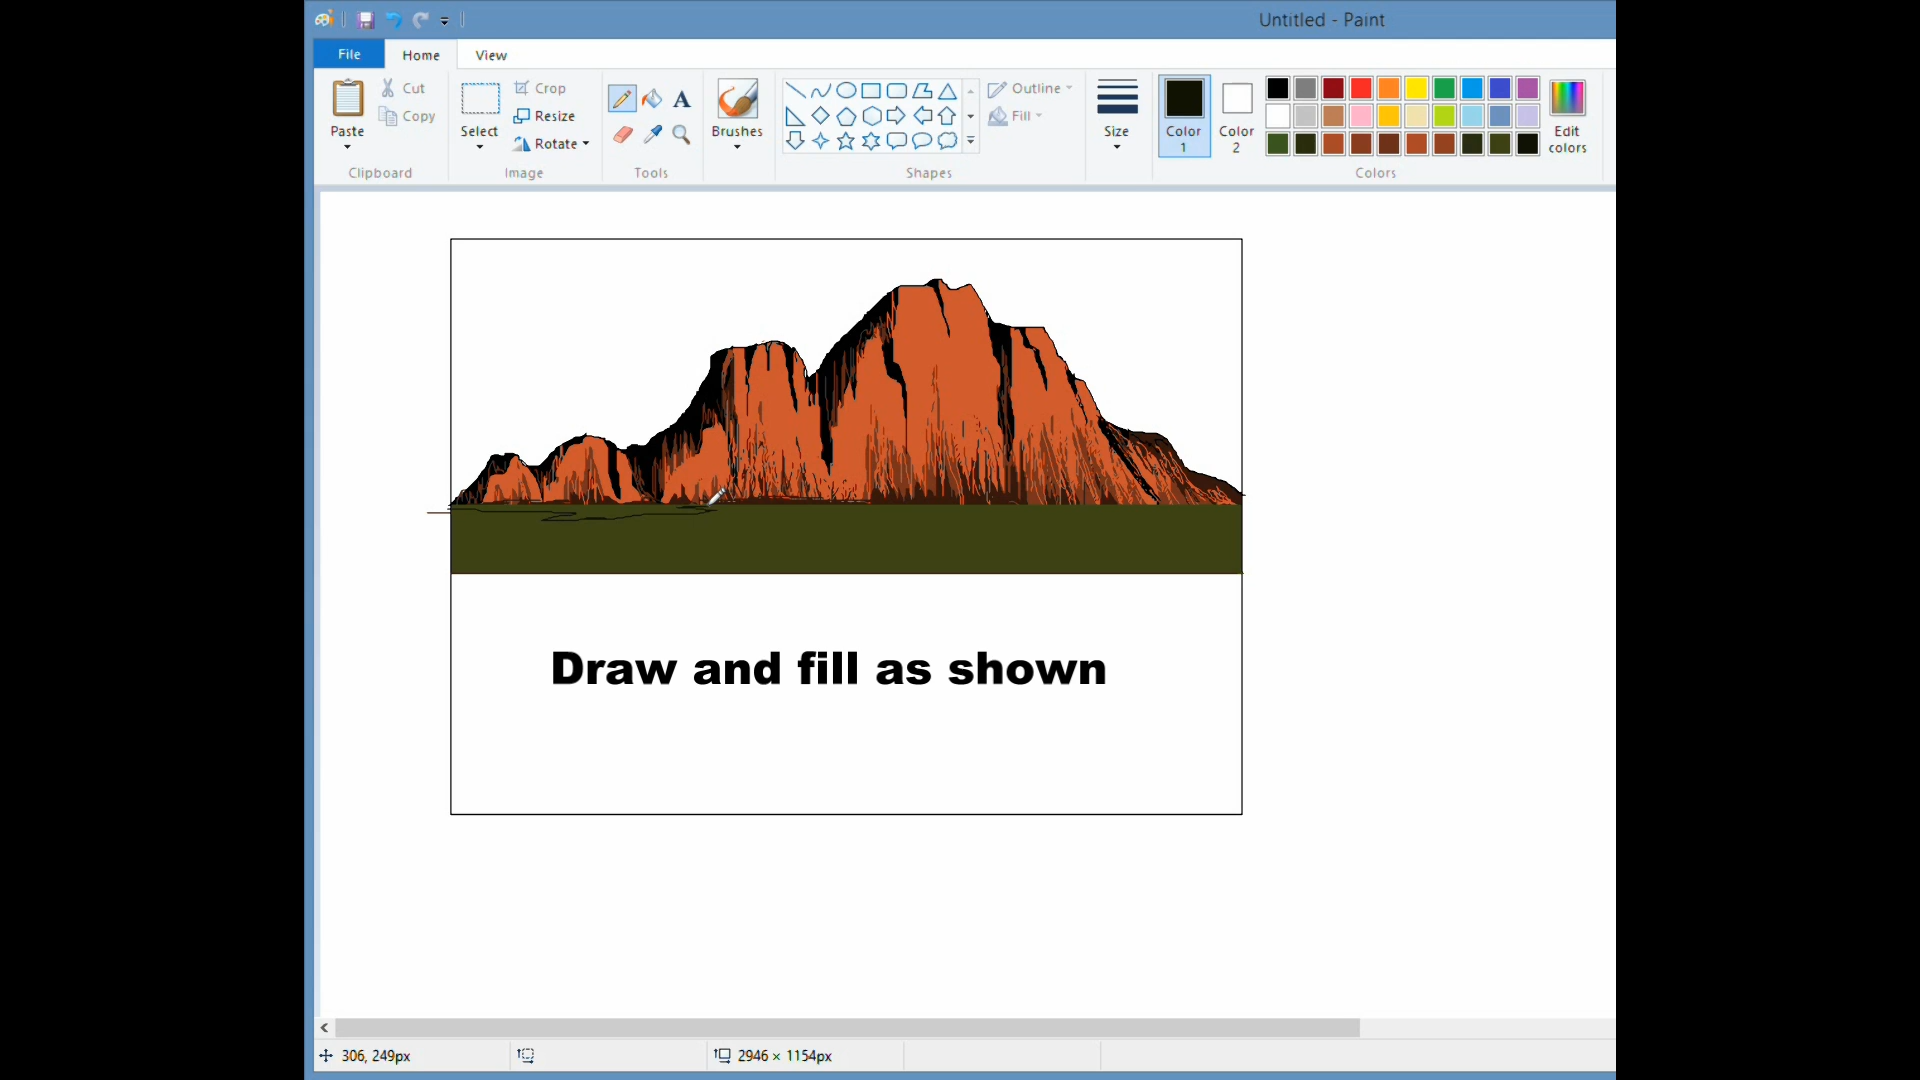 Untitled - Paint
File Home View
Paste
Cut
Copy
Clipboard
Select
Crop
Resize
Rotate
Image
A
Tools
Brushes
Outline
Fill
Shapes
Size
Color 1
Color 2
Edit colors
Colors
Draw and fill as shown
306, 249px
2946 × 1154px